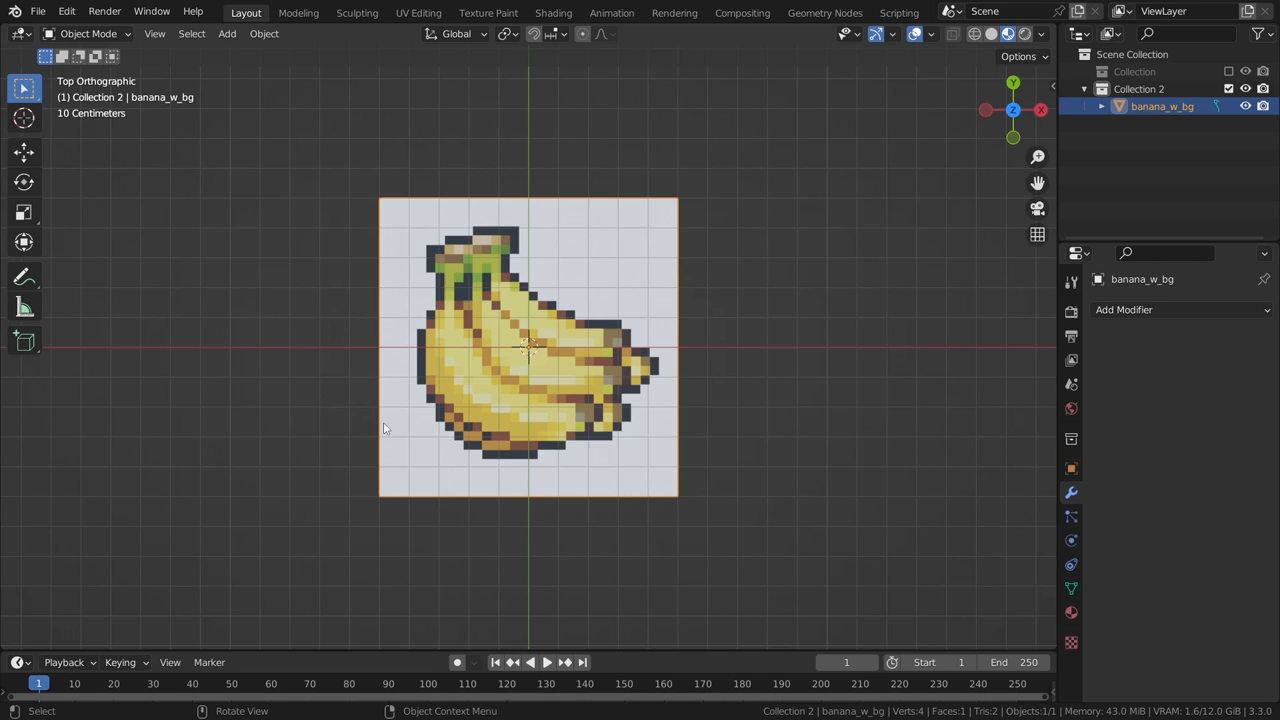 File Edit Render Window Help Layout Modeling Sculpting UV Editing Texture Paint Shading Animation Rendering Compositing Geometry Nodes Scripting Scene ViewLayer
Object Mode View Select Add Object Global
Options
Top Orthographic
(1) Collection 2 | banana_w_bg
10 Centimeters
Y
Z X
Scene Collection
Collection
Collection 2
banana_w_bg
banana_w_bg
Add Modifier
Playback Keying View Marker 1 Start 1 End 250
1 10 20 30 40 50 60 70 80 90 100 110 120 130 140 150 160 170 180 190 200 210 220 230 240 250
Select Rotate View Object Context Menu Collection 2 | banana_w_bg | Verts:4 | Faces:1 | Tris:2 | Objects:1/1 | Memory: 43.0 MiB | VRAM: 1.6/12.0 GiB | 3.3.0